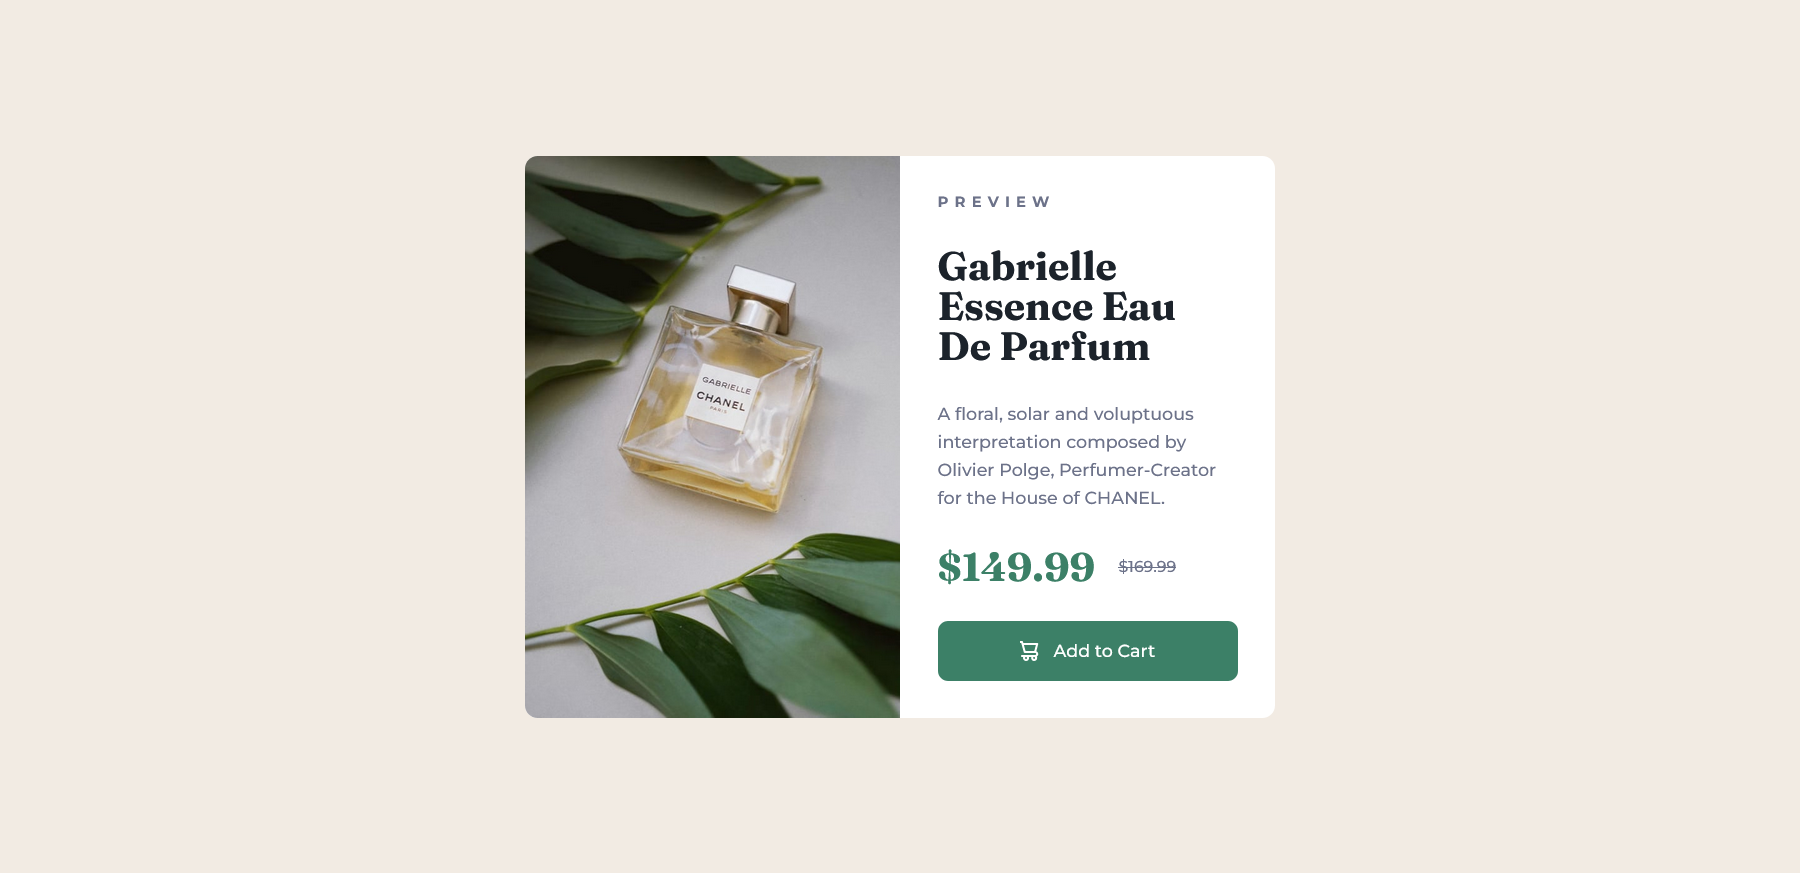 GABRIELLE
CHANEL
PARIS
PREVIEW
Gabrielle
Essence Eau
De Parfum
A floral, solar and voluptuous
interpretation composed by
Olivier Polge, Perfumer-Creator
for the House of CHANEL.
$149.99 $169.99
Add to Cart